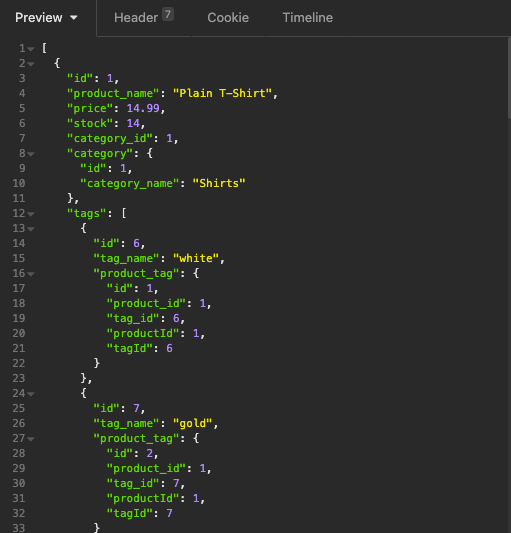 Preview Header 7 Cookie Timeline
1 [
2 {
3 "id": 1,
4 "product_name": "Plain T-Shirt",
5 "price": 14.99,
6 "stock": 14,
7 "category_id": 1,
8 "category": {
9 "id": 1,
10 "category_name": "Shirts"
11 },
12 "tags": [
13 {
14 "id": 6,
15 "tag_name": "white",
16 "product_tag": {
17 "id": 1,
18 "product_id": 1,
19 "tag_id": 6,
20 "productId": 1,
21 "tagId": 6
22 }
23 },
24 {
25 "id": 7,
26 "tag_name": "gold",
27 "product_tag": {
28 "id": 2,
29 "product_id": 1,
30 "tag_id": 7,
31 "productId": 1,
32 "tagId": 7
33 }